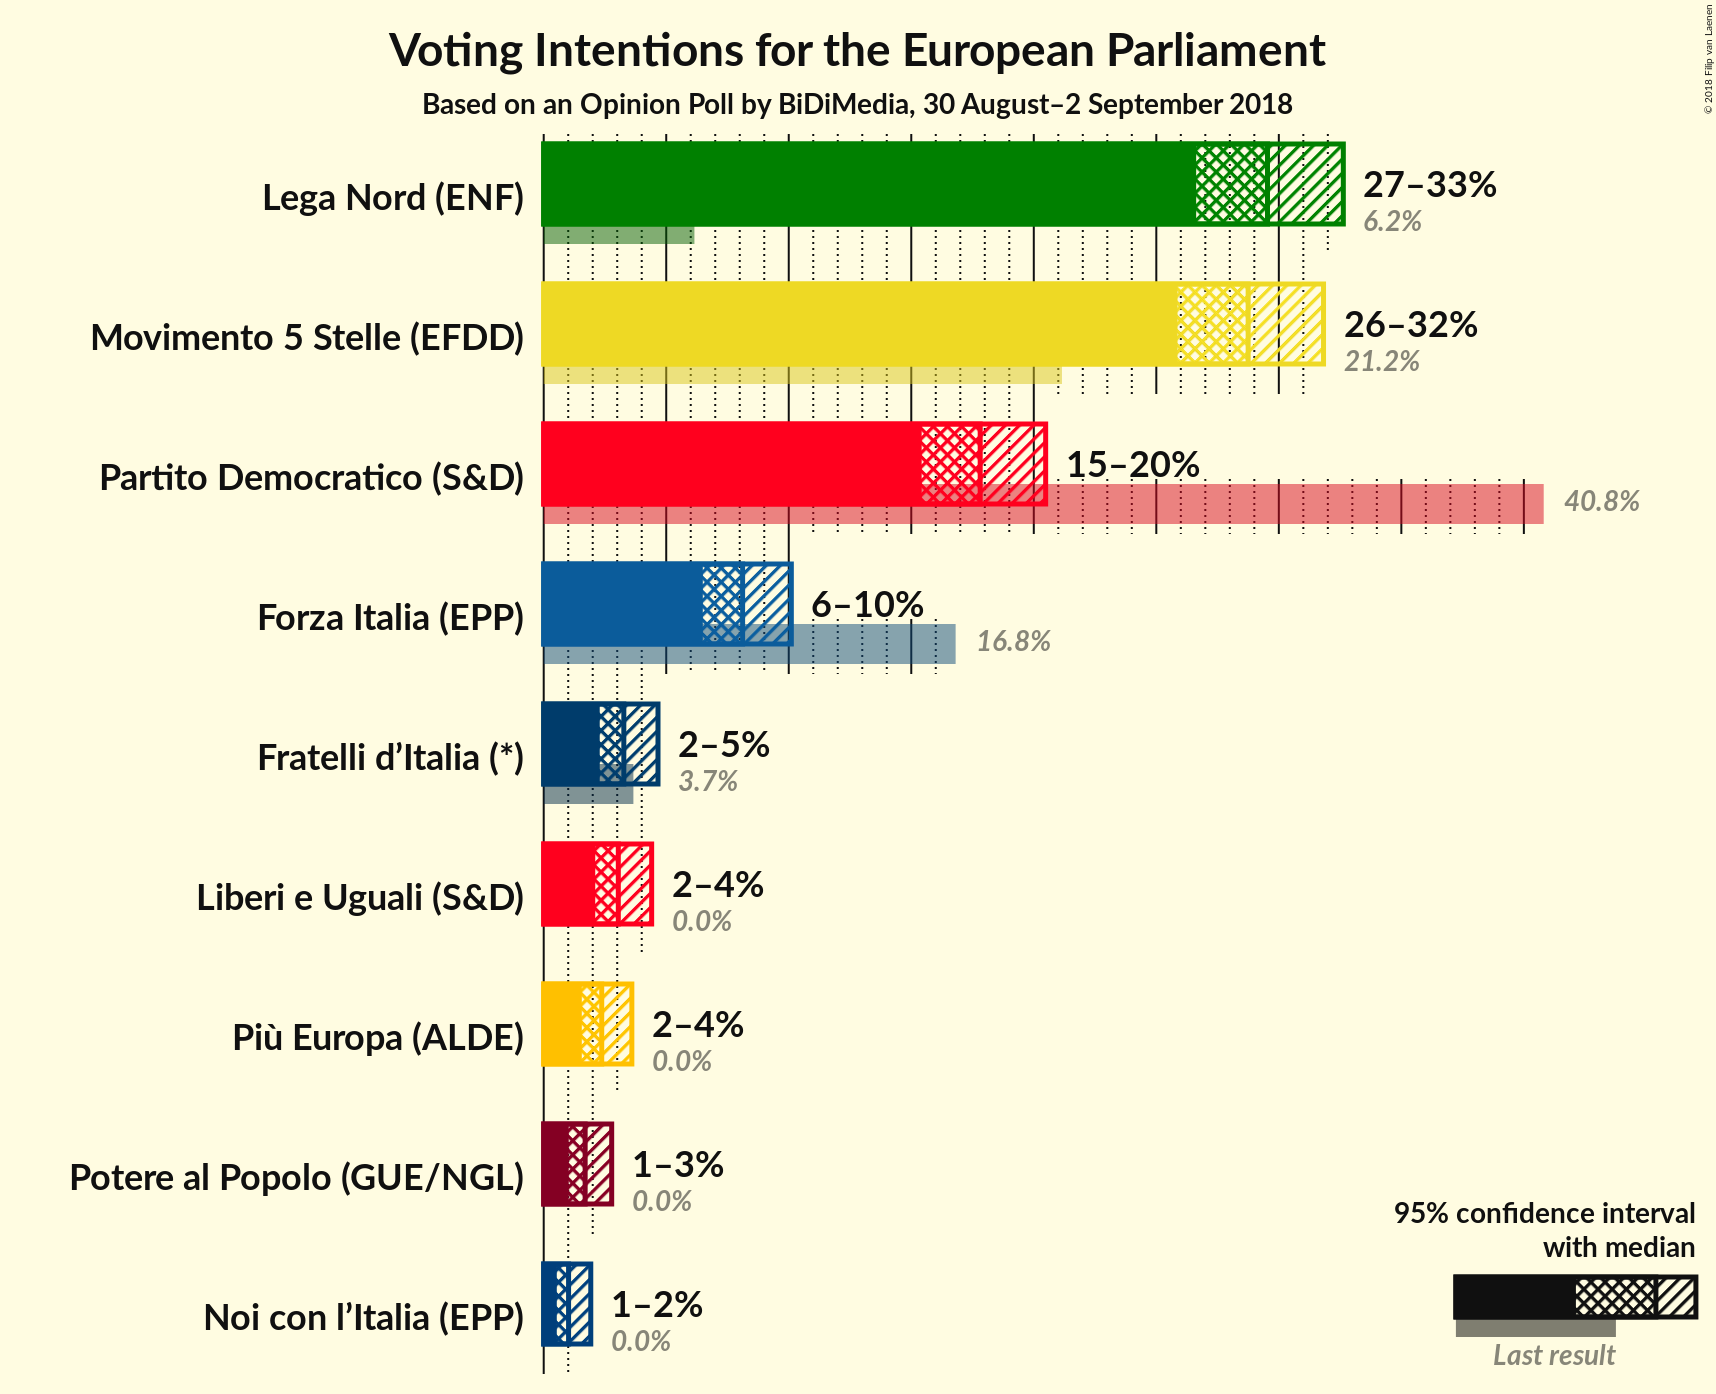 Voting Intentions for the European Parliament
Based on an Opinion Poll by BiDiMedia, 30 August–2 September 2018
© 2018 Filip van Laenen
Lega Nord (ENF)
27–33%
6.2%
Movimento 5 Stelle (EFDD)
26–32%
21.2%
Partito Democratico (S&D)
15–20%
40.8%
Forza Italia (EPP)
6–10%
16.8%
Fratelli d’Italia (*)
2–5%
3.7%
Liberi e Uguali (S&D)
2–4%
0.0%
Più Europa (ALDE)
2–4%
0.0%
Potere al Popolo (GUE/NGL)
1–3%
0.0%
Noi con l’Italia (EPP)
1–2%
0.0%
95% confidence interval
with median
Last result